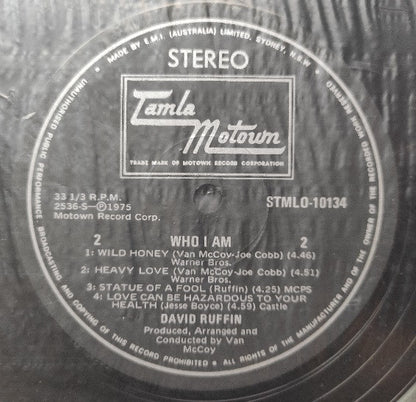 MADE BY E.M.I. (AUSTRALIA) LIMITED, SYDNEY, N.S.W.
UNAUTHORISED PUBLIC PERFORMANCE, BROADCASTING AND COPYING OF THIS RECORD PROHIBITED
ALL RIGHTS OF THE MANUFACTURER AND OF THE OWNER OF THE RECORDED WORK RESERVED
STEREO
Tamla
Motown
TRADE MARK OF MOTOWN RECORD CORPORATION
33 1/3 R.P.M.
STMLO-10134
2536-S—Ⓟ1975
Motown Record Corp.
2 WHO I AM 2
1: WILD HONEY (Van McCoy-Joe Cobb) (4.46)
Warner Bros.
2: HEAVY LOVE (Van McCoy-Joe Cobb) (4.51)
Warner Bros.
3: STATUE OF A FOOL (Ruffin) (4.25) MCPS
4: LOVE CAN BE HAZARDOUS TO YOUR
HEALTH (Jesse Boyce) (4.59) Castle
DAVID RUFFIN
Produced, Arranged and
Conducted by Van
McCoy